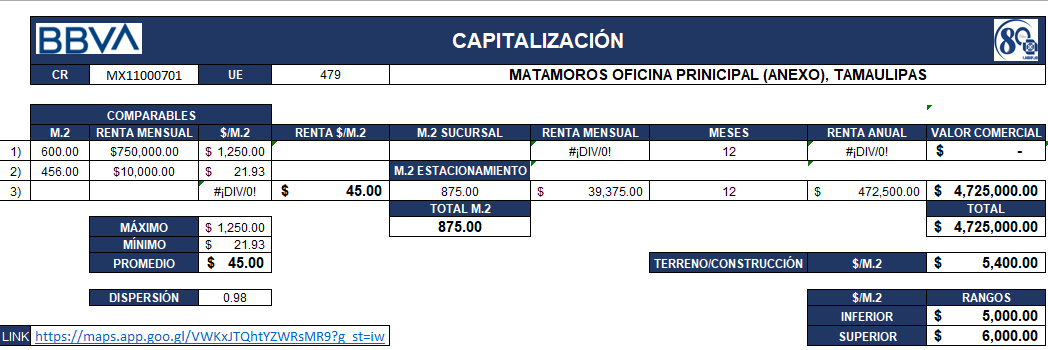 BBVA
CAPITALIZACIÓN
CR MX11000701 UE 479 MATAMOROS OFICINA PRINICIPAL (ANEXO), TAMAULIPAS
COMPARABLES
M.2 RENTA MENSUAL $/M.2 RENTA $/M.2 M.2 SUCURSAL RENTA MENSUAL MESES RENTA ANUAL VALOR COMERCIAL
1) 600.00 $750,000.00 $ 1,250.00 #¡DIV/0! 12 #¡DIV/0! $ -
2) 456.00 $10,000.00 $ 21.93 M.2 ESTACIONAMIENTO
3) #¡DIV/0! $ 45.00 875.00 $ 39,375.00 12 $ 472,500.00 $ 4,725,000.00
TOTAL M.2 TOTAL
MÁXIMO $ 1,250.00 875.00 $ 4,725,000.00
MÍNIMO $ 21.93
PROMEDIO $ 45.00 TERRENO/CONSTRUCCIÓN $/M.2 $ 5,400.00
DISPERSIÓN 0.98 $/M.2 RANGOS
INFERIOR $ 5,000.00
LINK https://maps.app.goo.gl/VWKxJTQhtYZWRsMR9?g_st=iw SUPERIOR $ 6,000.00